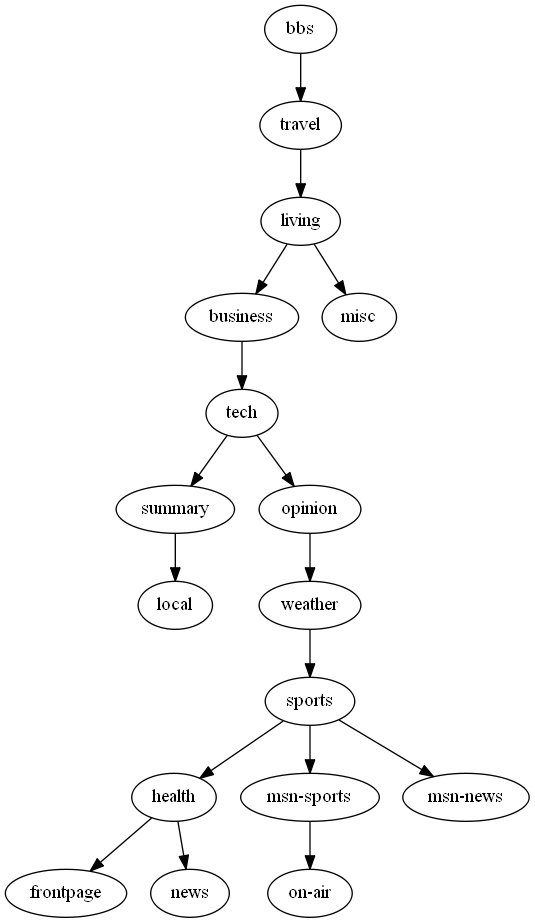 bbs
travel
living
business misc
tech
summary opinion
local weather
sports
health msn-sports msn-news
frontpage news on-air